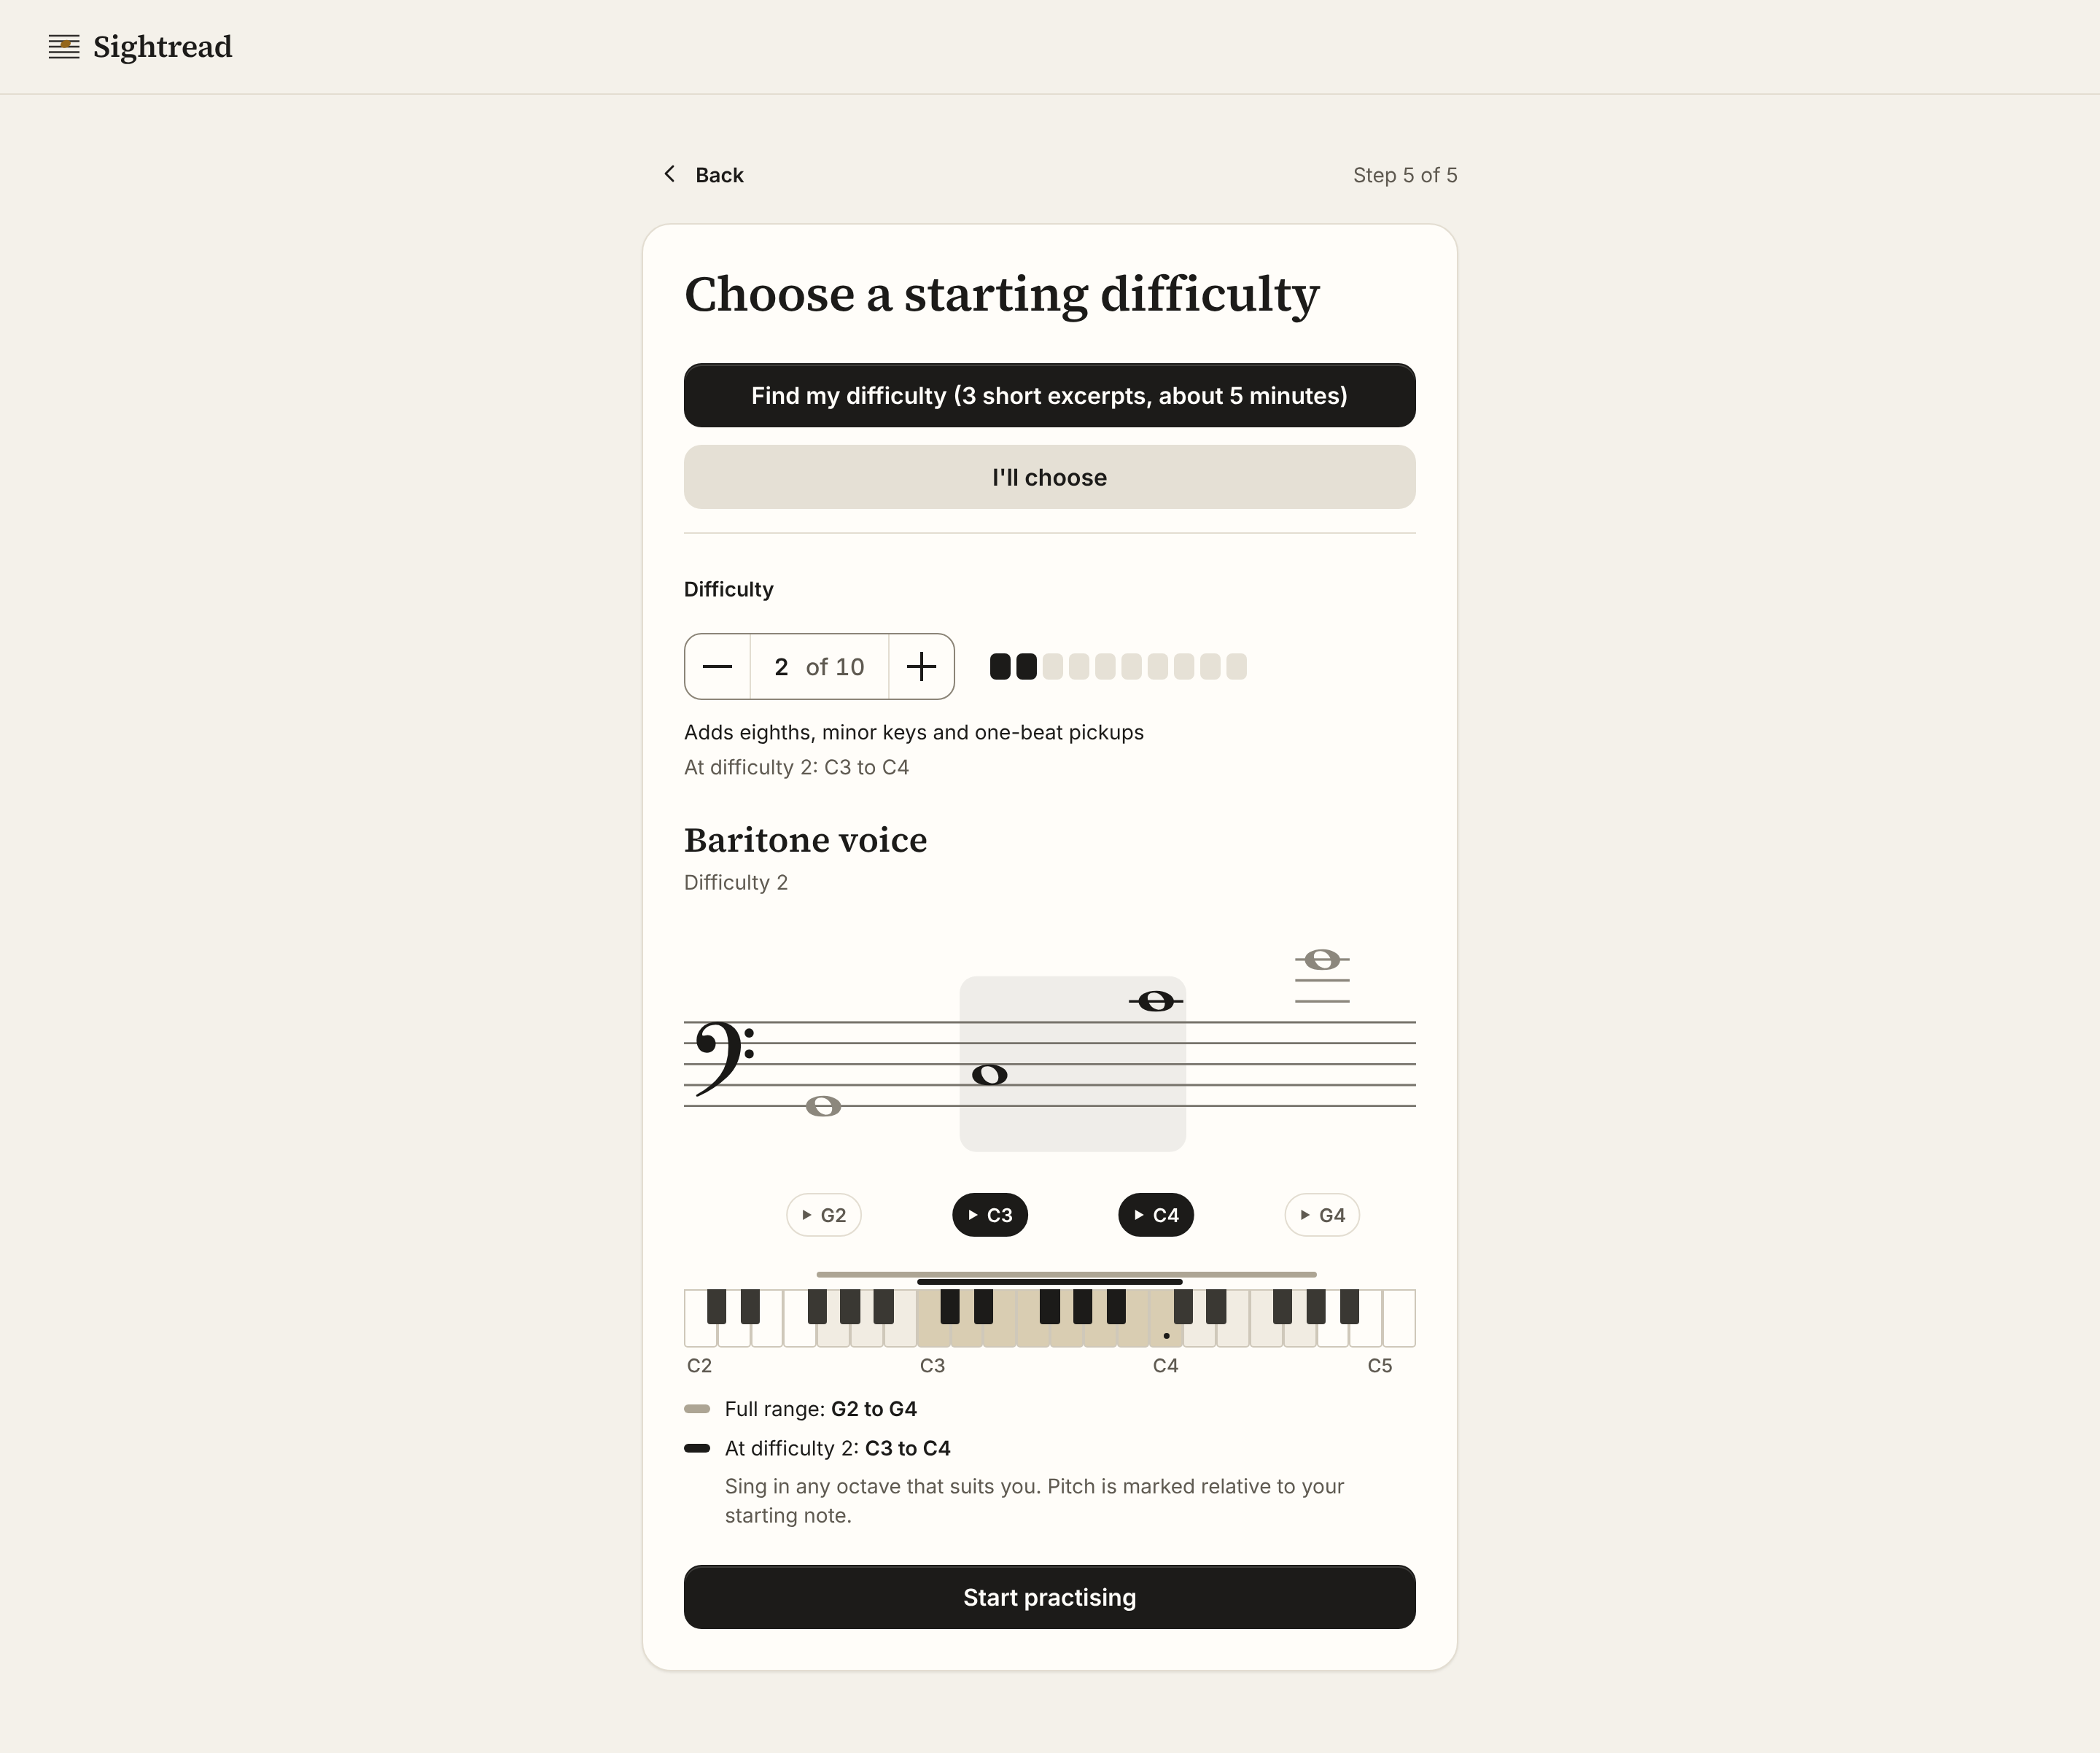 Sightread
Back
Step 5 of 5
Choose a starting difficulty
Find my difficulty (3 short excerpts, about 5 minutes)
I'll choose
Difficulty
2 of 10
Adds eighths, minor keys and one-beat pickups
At difficulty 2: C3 to C4
Baritone voice
Difficulty 2
G2 C3 C4 G4
C2 C3 C4 C5
Full range: G2 to G4
At difficulty 2: C3 to C4
Sing in any octave that suits you. Pitch is marked relative to your
starting note.
Start practising